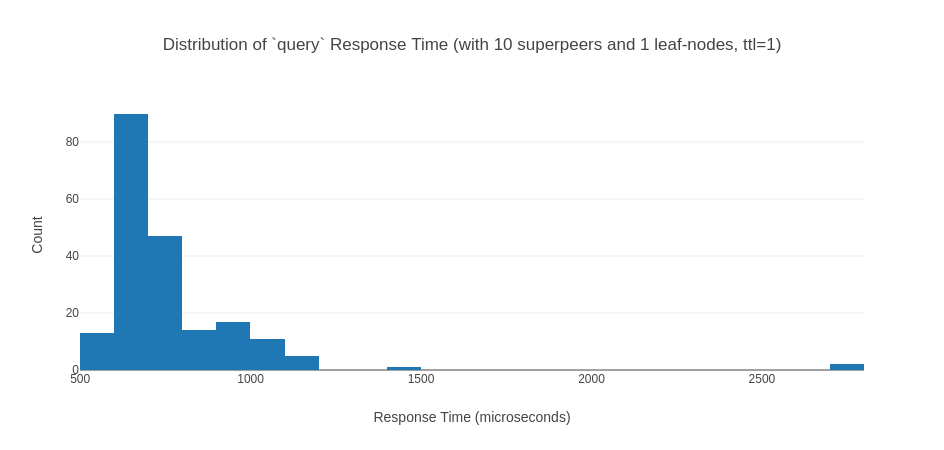 Distribution of `query` Response Time (with 10 superpeers and 1 leaf-nodes, ttl=1)
80
60
40
20
0
Count
500 1000 1500 2000 2500
Response Time (microseconds)